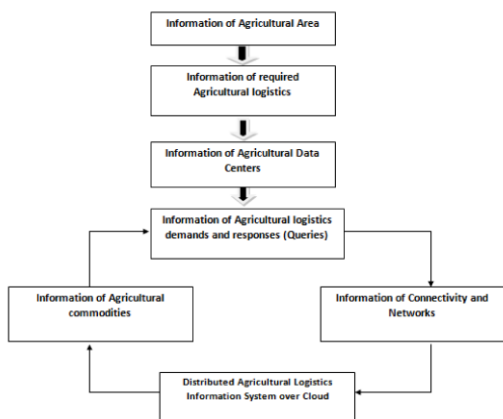 Information of Agricultural Area
Information of required
Agricultural logistics
Information of Agricultural Data
Centers
Information of Agricultural logistics
demands and responses (Queries)
Information of Agricultural
commodities
Information of Connectivity and
Networks
Distributed Agricultural Logistics
Information System over Cloud